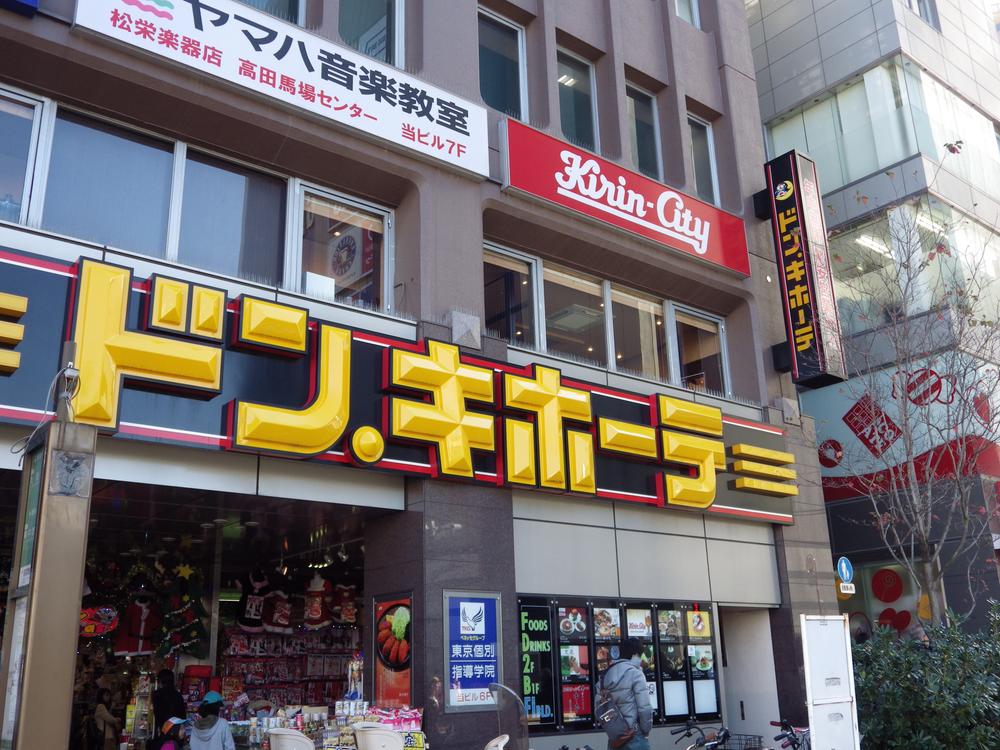 ヤマハ音楽教室
松栄楽器店 高田馬場センター 当ビル7F
Kirin-City
ドン.キホーテ
ドン.キホーテ
東京個別
指導学院
当ビル6F
FOODS
DRINKS
2F
B1F